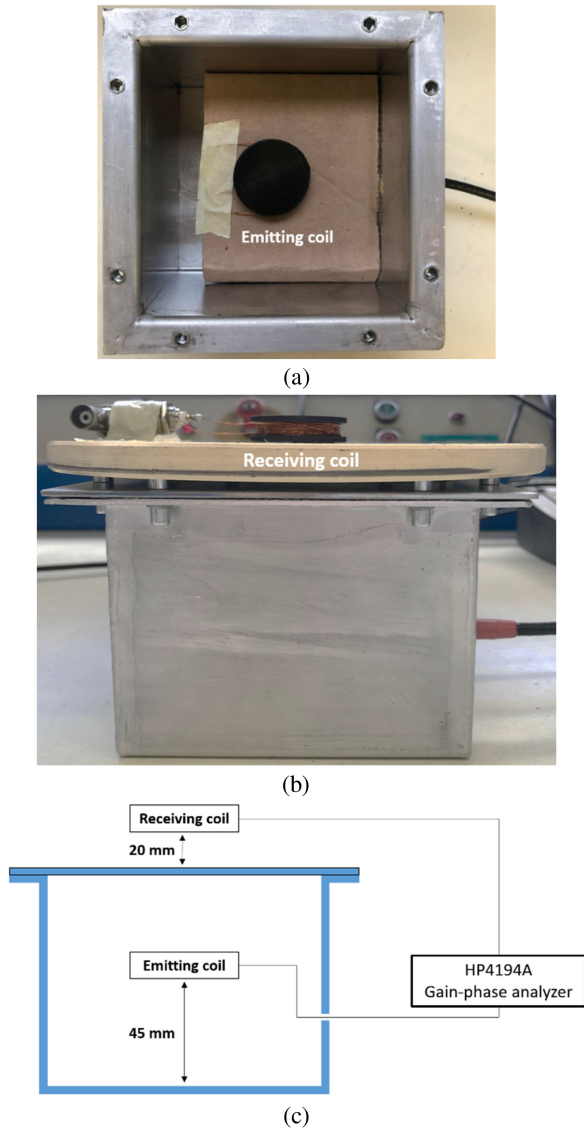 Emitting coil
(a)
Receiving coil
(b)
Receiving coil
20 mm
Emitting coil
45 mm
HP4194A
Gain-phase analyzer
(c)